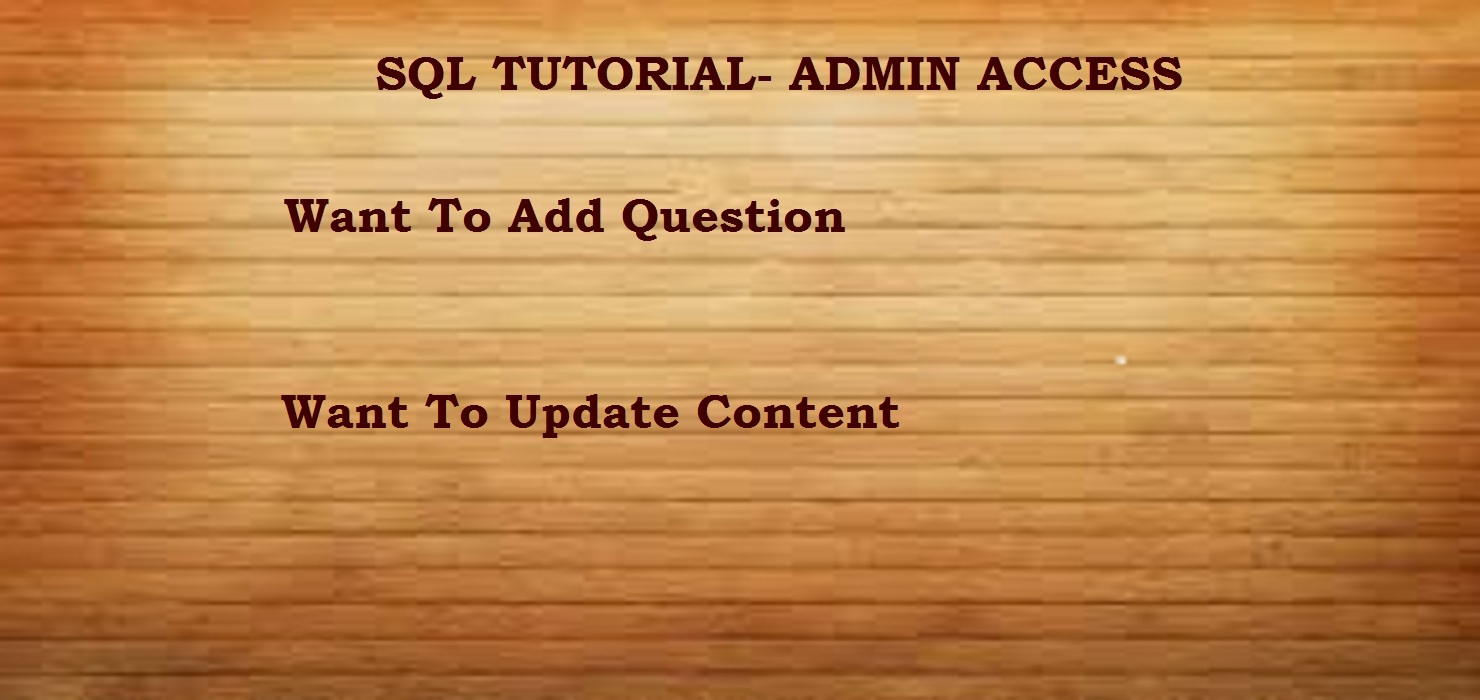 SQL TUTORIAL- ADMIN ACCESS
Want To Add Question
Want To Update Content